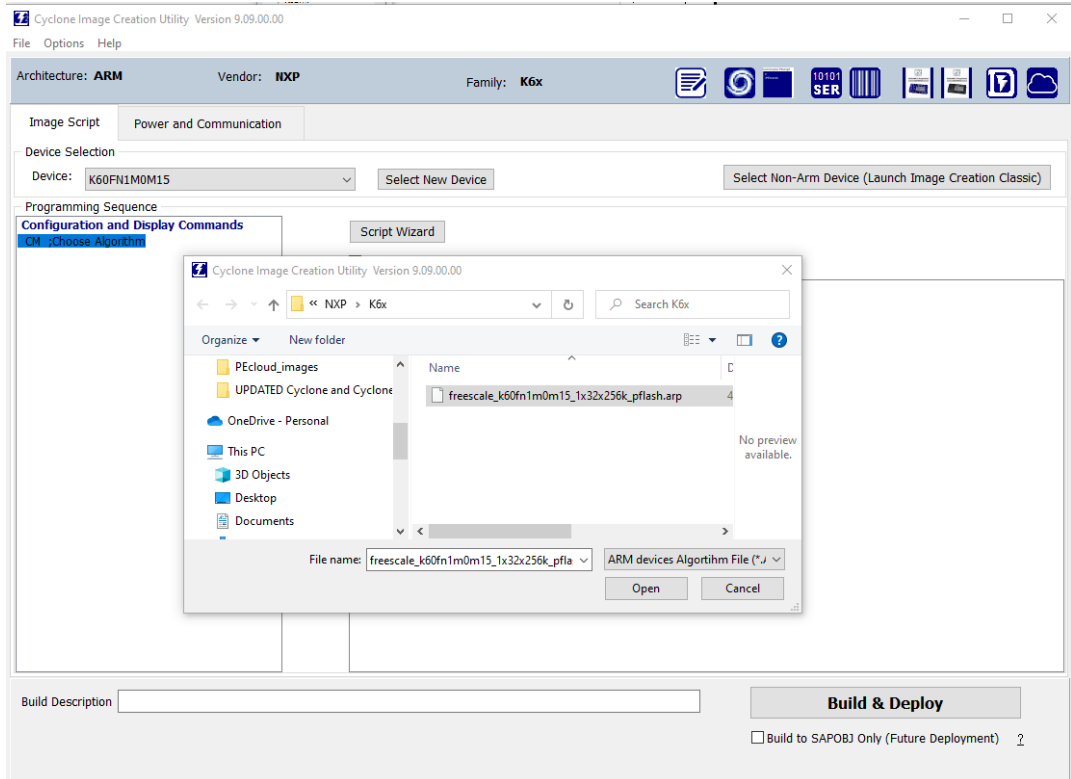 Cyclone Image Creation Utility Version 9.09.00.00
File Options Help
Architecture: ARM Vendor: NXP Family: K6x
10101
SER
Image Script Power and Communication
Device Selection
Device: K60FN1M0M15 Select New Device Select Non-Arm Device (Launch Image Creation Classic)
Programming Sequence
Configuration and Display Commands
CM ;Choose Algorithm
Script Wizard
Cyclone Image Creation Utility Version 9.09.00.00
« NXP > K6x Search K6x
Organize New folder
PEcloud_images
UPDATED Cyclone and Cyclone
OneDrive - Personal
This PC
3D Objects
Desktop
Documents
Name D
freescale_k60fn1m0m15_1x32x256k_pflash.arp 4
No preview
available.
File name: freescale_k60fn1m0m15_1x32x256k_pfla ARM devices Algortihm File (*.
Open Cancel
Build Description
Build & Deploy
Build to SAPOBJ Only (Future Deployment) ?